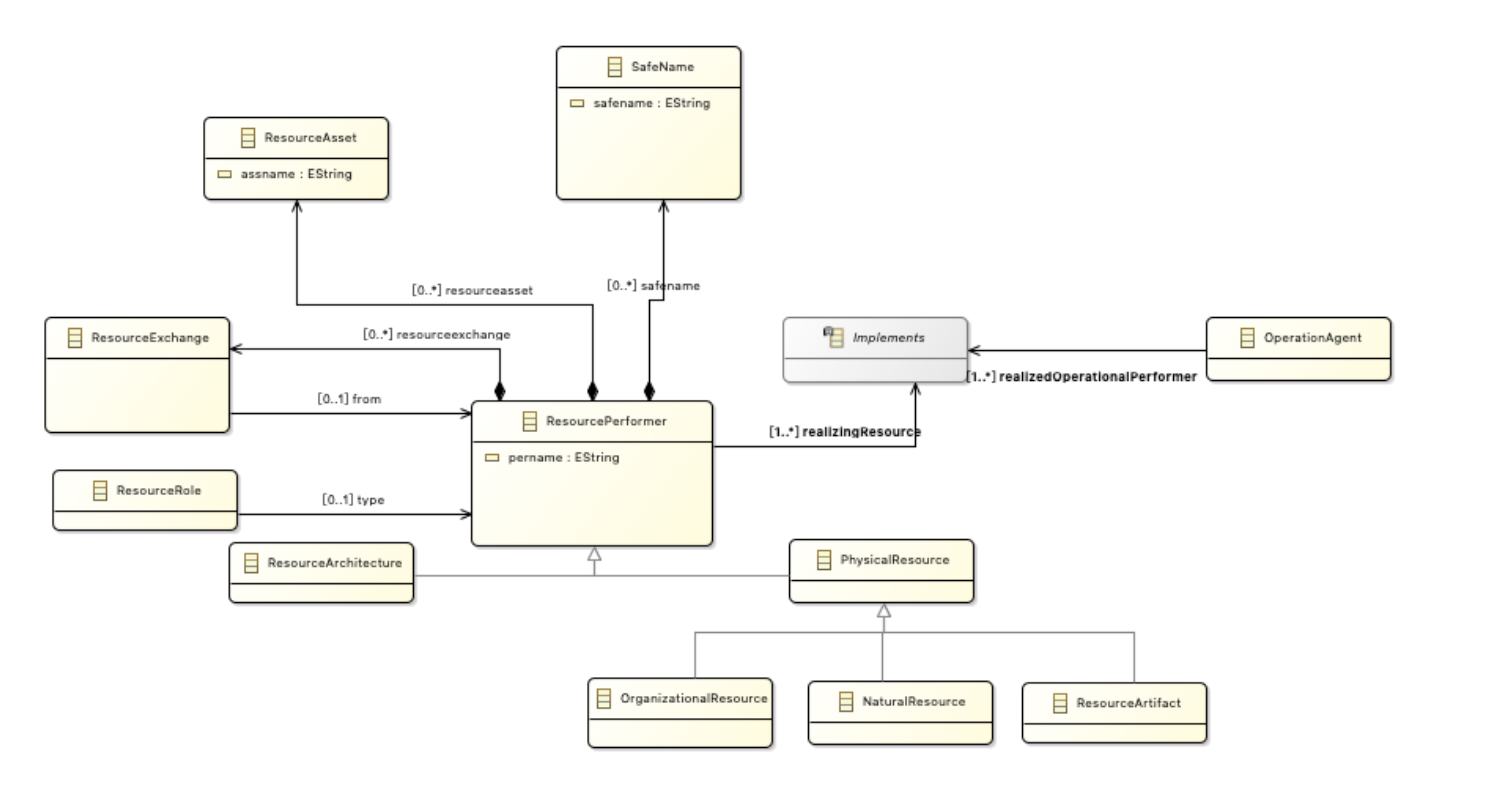 SafeName
safename : EString
ResourceAsset
assname : EString
[0..*] safename
[0..*] resourceasset
[0..*] resourceexchange
ResourceExchange
Implements
OperationAgent
[1..*] realizedOperationalPerformer
[0..1] from
ResourcePerformer
[1..*] realizingResource
pername : EString
ResourceRole
[0..1] type
ResourceArchitecture
PhysicalResource
OrganizationalResource
NaturalResource
ResourceArtifact